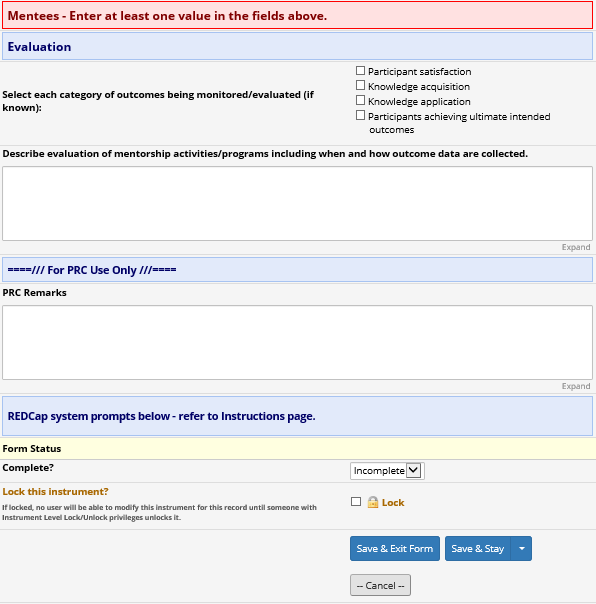 Mentees - Enter at least one value in the fields above.
Evaluation
Select each category of outcomes being monitored/evaluated (if
known):
Participant satisfaction
Knowledge acquisition
Knowledge application
Participants achieving ultimate intended
outcomes
Describe evaluation of mentorship activities/programs including when and how outcome data are collected.
Expand
====/// For PRC Use Only ///====
PRC Remarks
Expand
REDCap system prompts below - refer to Instructions page.
Form Status
Complete?
Incomplete
Lock this instrument?
If locked, no user will be able to modify this instrument for this record until someone with
Instrument Level Lock/Unlock privileges unlocks it.
Lock
Save & Exit Form
Save & Stay
-- Cancel --